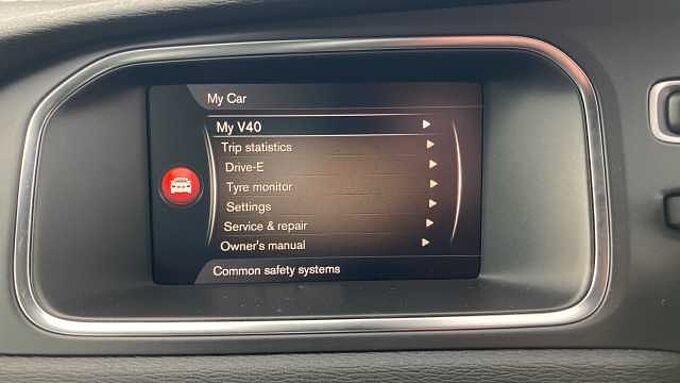 My Car
My V40
Trip statistics
Drive-E
Tyre monitor
Settings
Service & repair
Owner's manual
Common safety systems